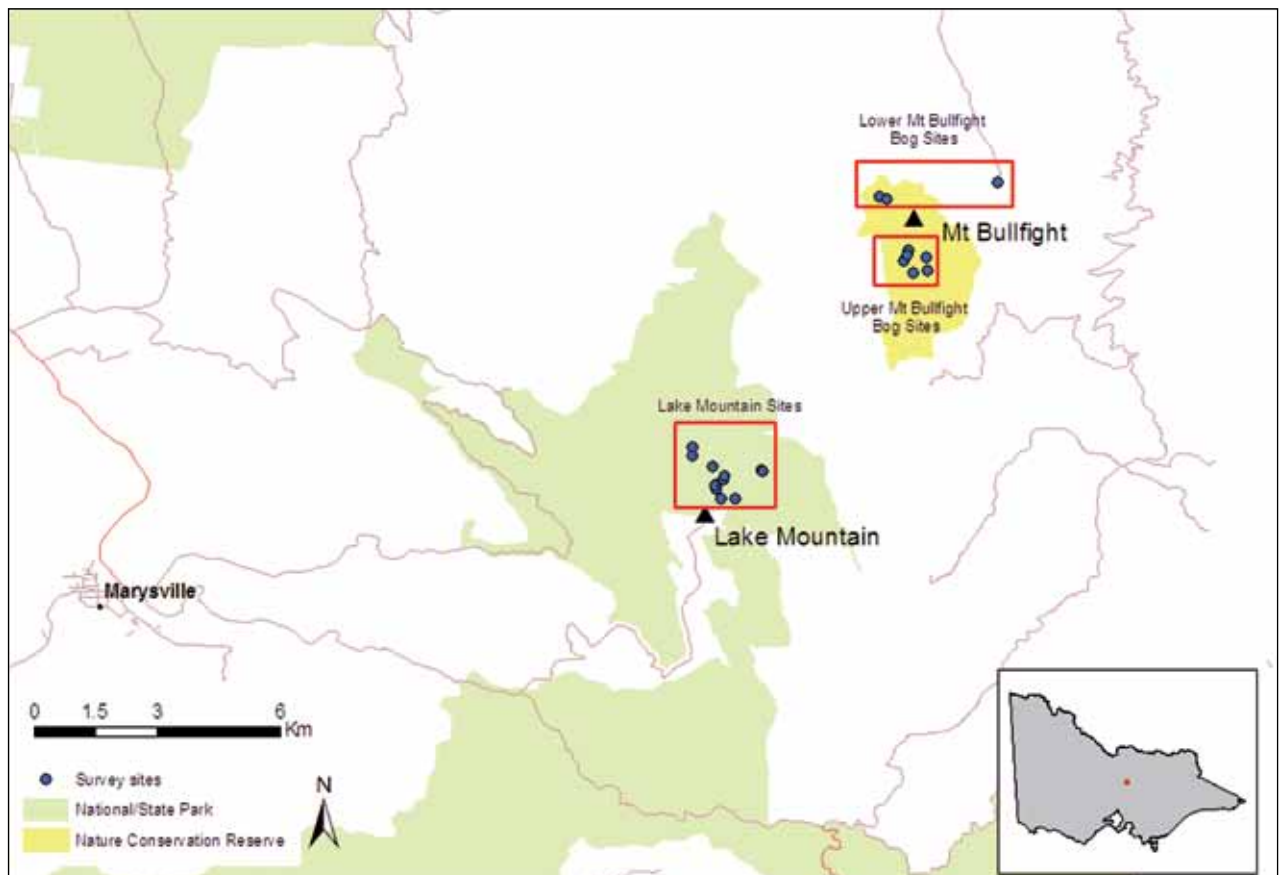 Lower Mt Bullfight
Bog Sites
Mt Bullfight
Upper Mt Bullfight
Bog Sites
Lake Mountain Sites
Lake Mountain
Marysville
0 1.5 3 6
Km
N
Survey sites
National/State Park
Nature Conservation Reserve